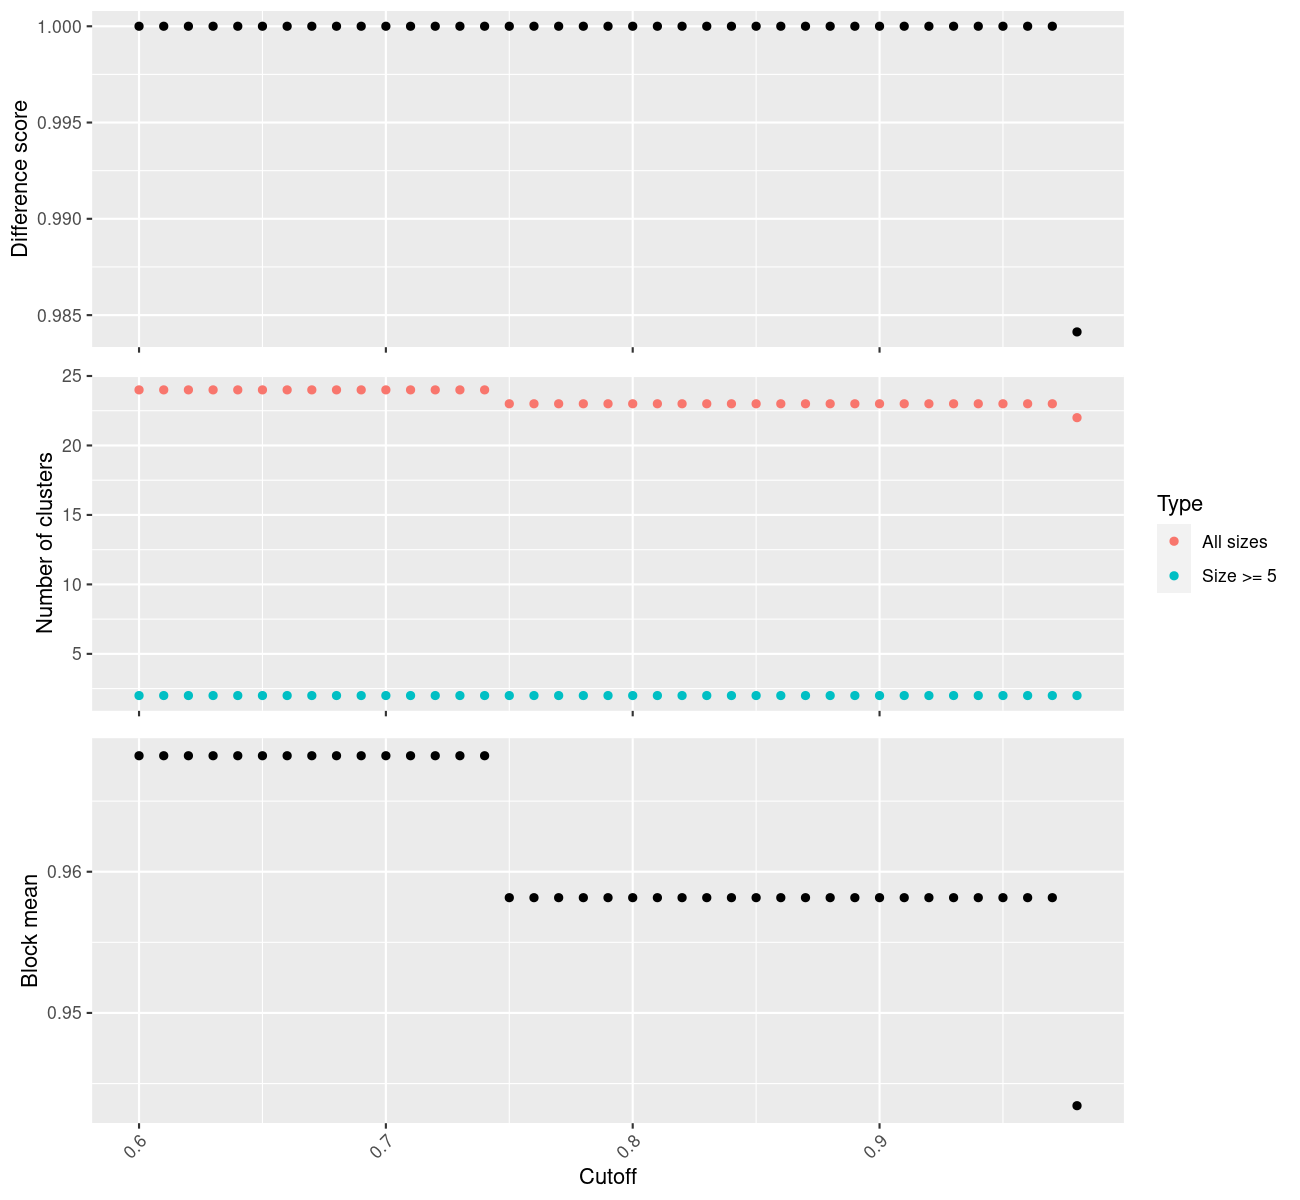 Difference score
1.000
0.995
0.990
0.985
Number of clusters
25
20
15
10
5
Type
All sizes
Size >= 5
Block mean
0.96
0.95
0.6
0.7
0.8
0.9
Cutoff